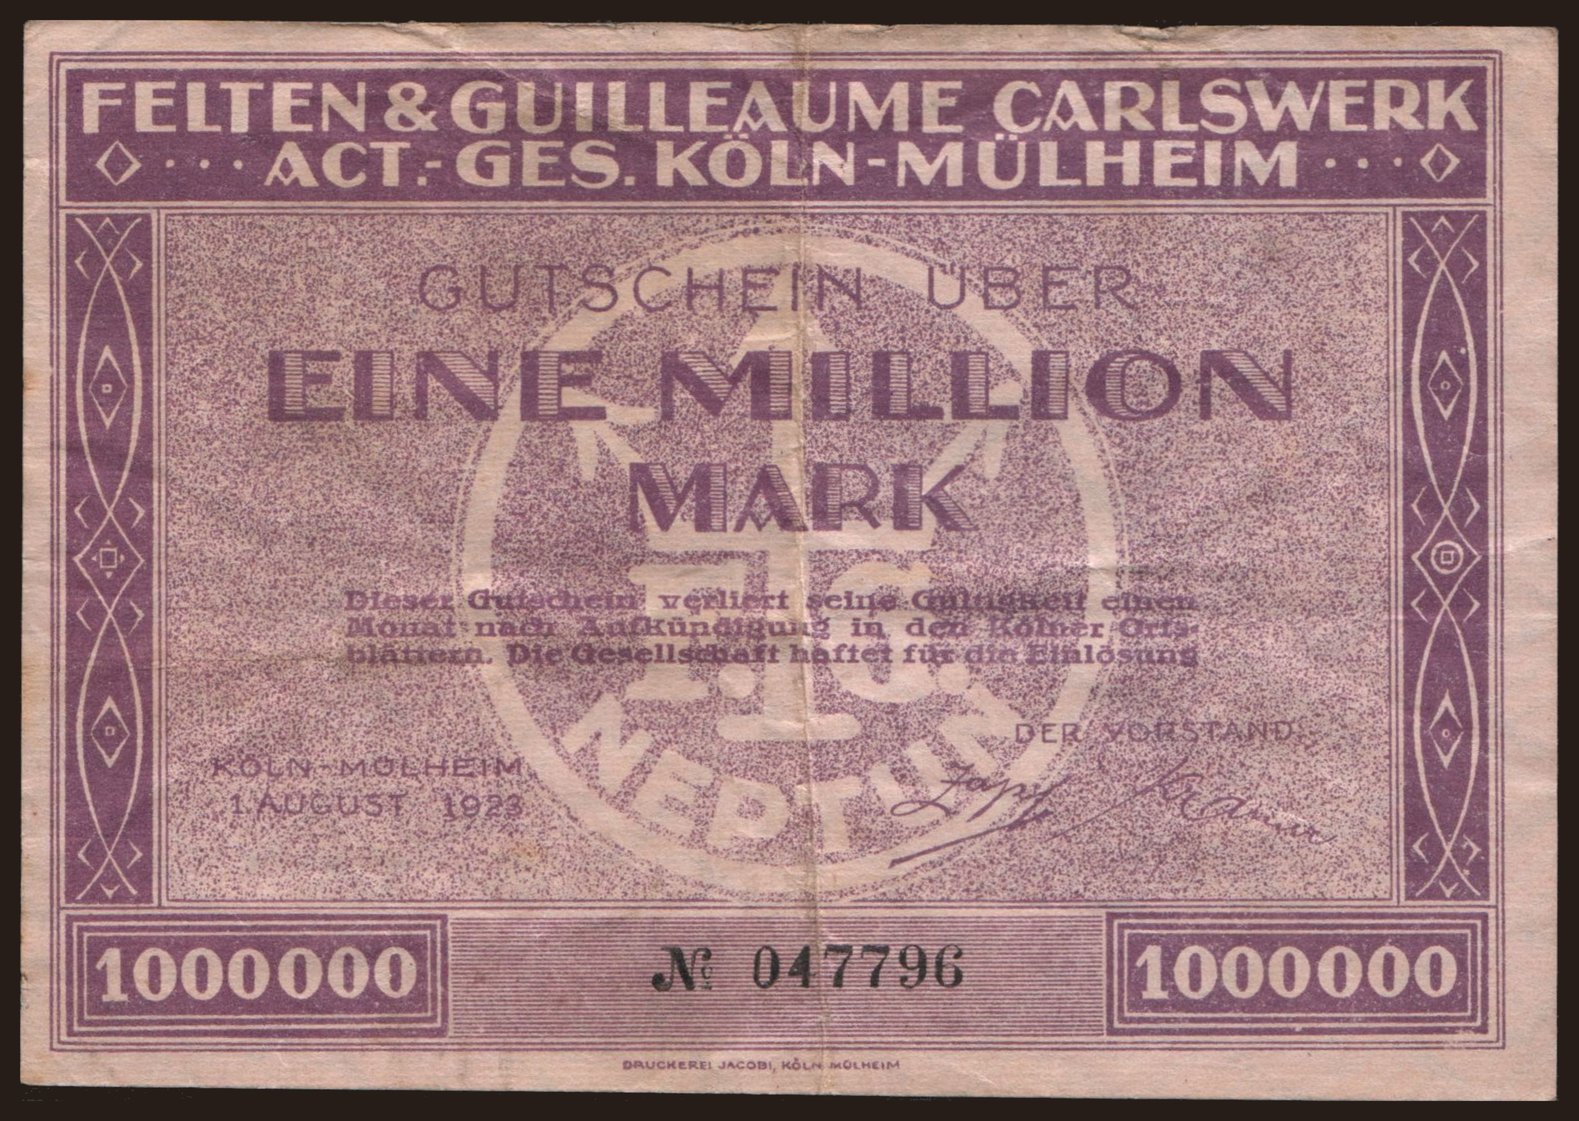 FELTEN & GUILLEAUME CARLSWERK
ACT.-GES. KÖLN-MÜLHEIM
GUTSCHEIN ÜBER
EINE MILLION
MARK
Dieser Gutschein verliert seine Gültigkeit einen
Monat nach Aufkündigung in den Kölner Orts-
blättern. Die Gesellschaft haftet für die Einlösung
F. G.
NEPTUN
DER VORSTAND
KÖLN-MÜLHEIM
1. AUGUST 1923
1000000
№ 047796
1000000
DRUCKEREI JACOBI, KÖLN-MÜLHEIM